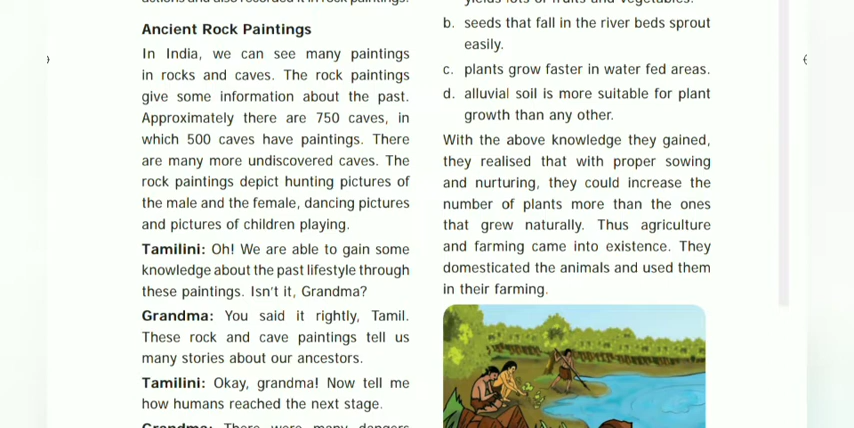 Ancient Rock Paintings
In India, we can see many paintings
in rocks and caves. The rock paintings
give some information about the past.
Approximately there are 750 caves, in
which 500 caves have paintings. There
are many more undiscovered caves. The
rock paintings depict hunting pictures of
the male and the female, dancing pictures
and pictures of children playing.
Tamilini: Oh! We are able to gain some
knowledge about the past lifestyle through
these paintings. Isn't it, Grandma?
Grandma: You said it rightly, Tamil.
These rock and cave paintings tell us
many stories about our ancestors.
Tamilini: Okay, grandma! Now tell me
how humans reached the next stage.
Grandma: There were many dangers
b. seeds that fall in the river beds sprout
easily.
c. plants grow faster in water fed areas.
d. alluvial soil is more suitable for plant
growth than any other.
With the above knowledge they gained,
they realised that with proper sowing
and nurturing, they could increase the
number of plants more than the ones
that grew naturally. Thus agriculture
and farming came into existence. They
domesticated the animals and used them
in their farming.